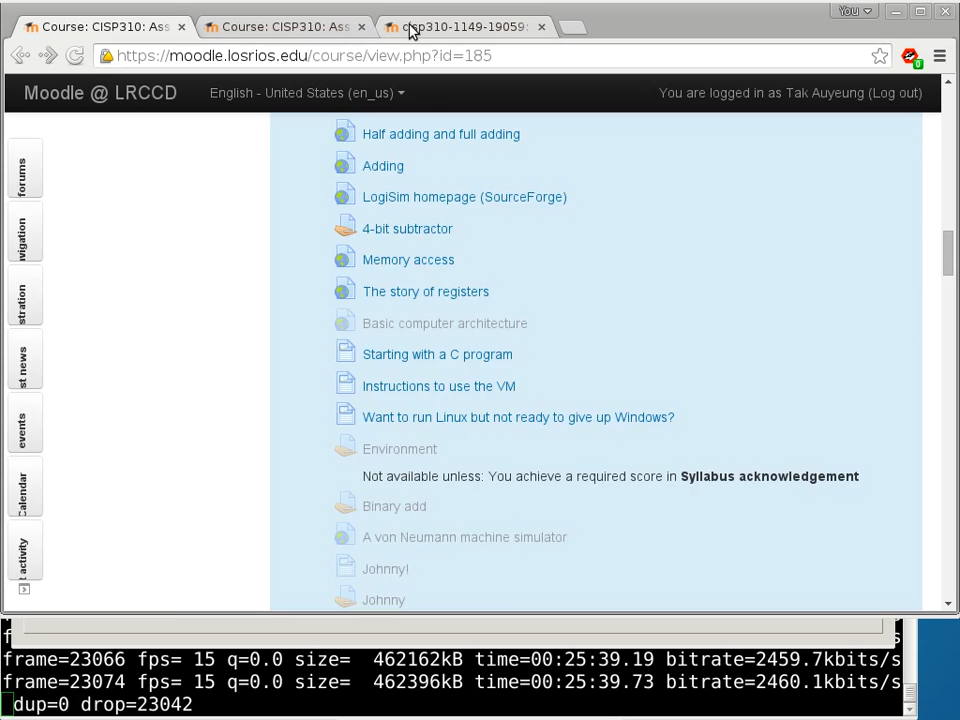 Course: CISP310: Ass
Course: CISP310: Ass
cisp310-1149-19059:
You
https://moodle.losrios.edu/course/view.php?id=185
0
Moodle @ LRCCD
English - United States (en_us)
You are logged in as Tak Auyeung (Log out)
Half adding and full adding
Adding
LogiSim homepage (SourceForge)
4-bit subtractor
Memory access
The story of registers
Basic computer architecture
Starting with a C program
Instructions to use the VM
Want to run Linux but not ready to give up Windows?
Environment
Not available unless: You achieve a required score in Syllabus acknowledgement
Binary add
A von Neumann machine simulator
Johnny!
Johnny
forums
vigation
stration
st news
events
Calendar
t activity
frame=23066 fps= 15 q=0.0 size= 462162kB time=00:25:39.19 bitrate=2459.7kbits/s
frame=23074 fps= 15 q=0.0 size= 462396kB time=00:25:39.73 bitrate=2460.1kbits/s
dup=0 drop=23042